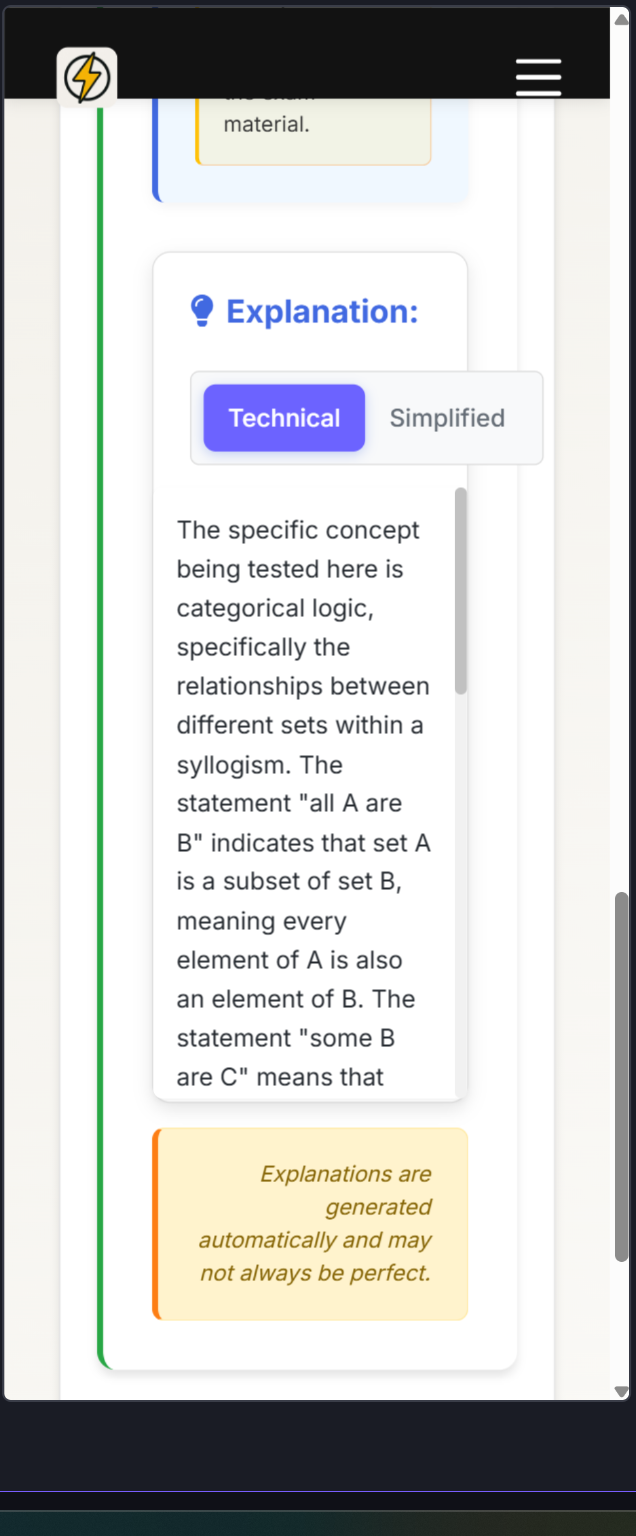 material.
Explanation:
Technical
Simplified
The specific concept
being tested here is
categorical logic,
specifically the
relationships between
different sets within a
syllogism. The
statement "all A are
B" indicates that set A
is a subset of set B,
meaning every
element of A is also
an element of B. The
statement "some B
are C" means that
Explanations are
generated
automatically and may
not always be perfect.